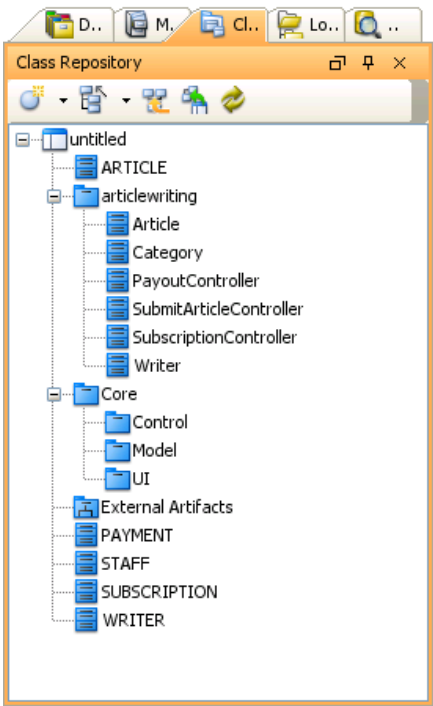 D.. M. Cl.. Lo.. ..
Class Repository
untitled
ARTICLE
articlewriting
Article
Category
PayoutController
SubmitArticleController
SubscriptionController
Writer
Core
Control
Model
UI
External Artifacts
PAYMENT
STAFF
SUBSCRIPTION
WRITER